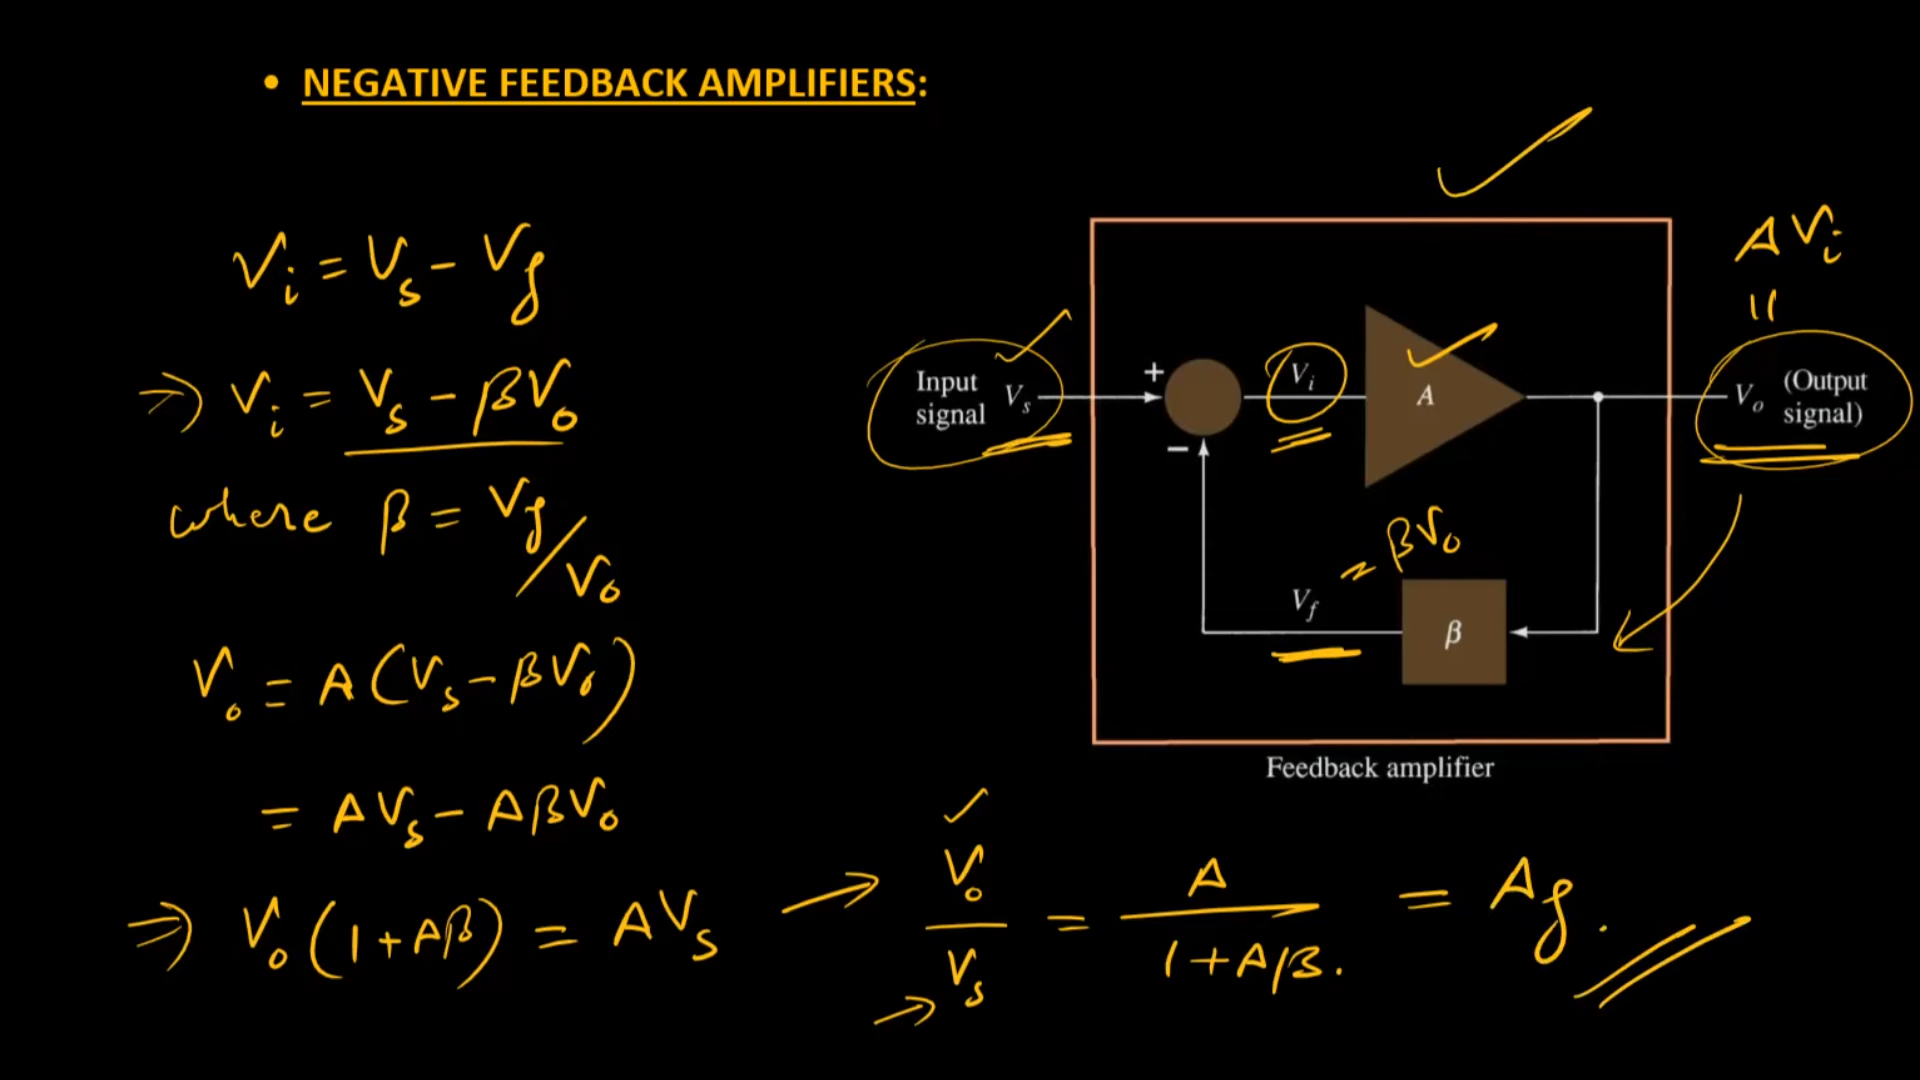 • NEGATIVE FEEDBACK AMPLIFIERS:
Vi = Vs - Vf
⇒ Vi = Vs - βVo
where β = Vf/Vo
Vo = A(Vs - βVo)
= AVs - AβVo
⇒ Vo(1+Aβ) = AVs → Vo/Vs = A/(1+Aβ). = Af.
AVi
=
Input signal Vs
+
−
Vi
A
Vo (Output signal)
Vf = βVo
β
Feedback amplifier